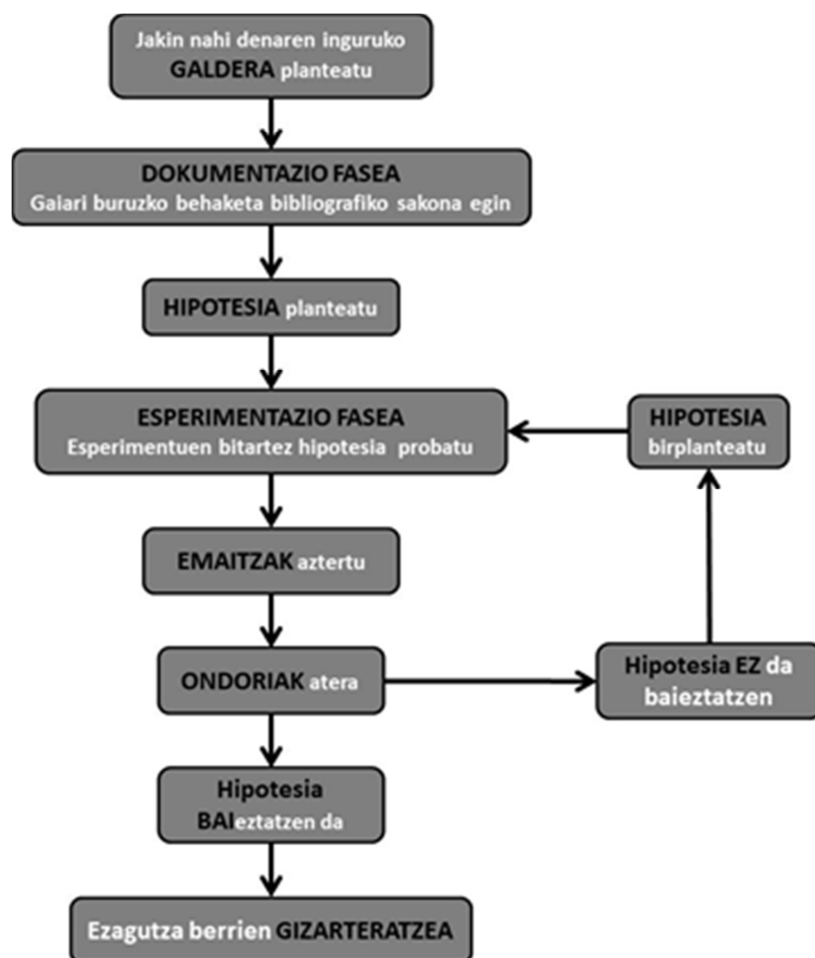 Jakin nahi denaren inguruko
GALDERA planteatu
DOKUMENTAZIO FASEA
Gaiari buruzko behaketa bibliografiko sakona egin
HIPOTESIA planteatu
ESPERIMENTAZIO FASEA
Esperimentuen bitartez hipotesia probatu
HIPOTESIA
birplanteatu
EMAITZAK aztertu
ONDORIAK atera
Hipotesia EZ da
baieztatzen
Hipotesia
BAIeztatzen da
Ezagutza berrien GIZARTERATZEA